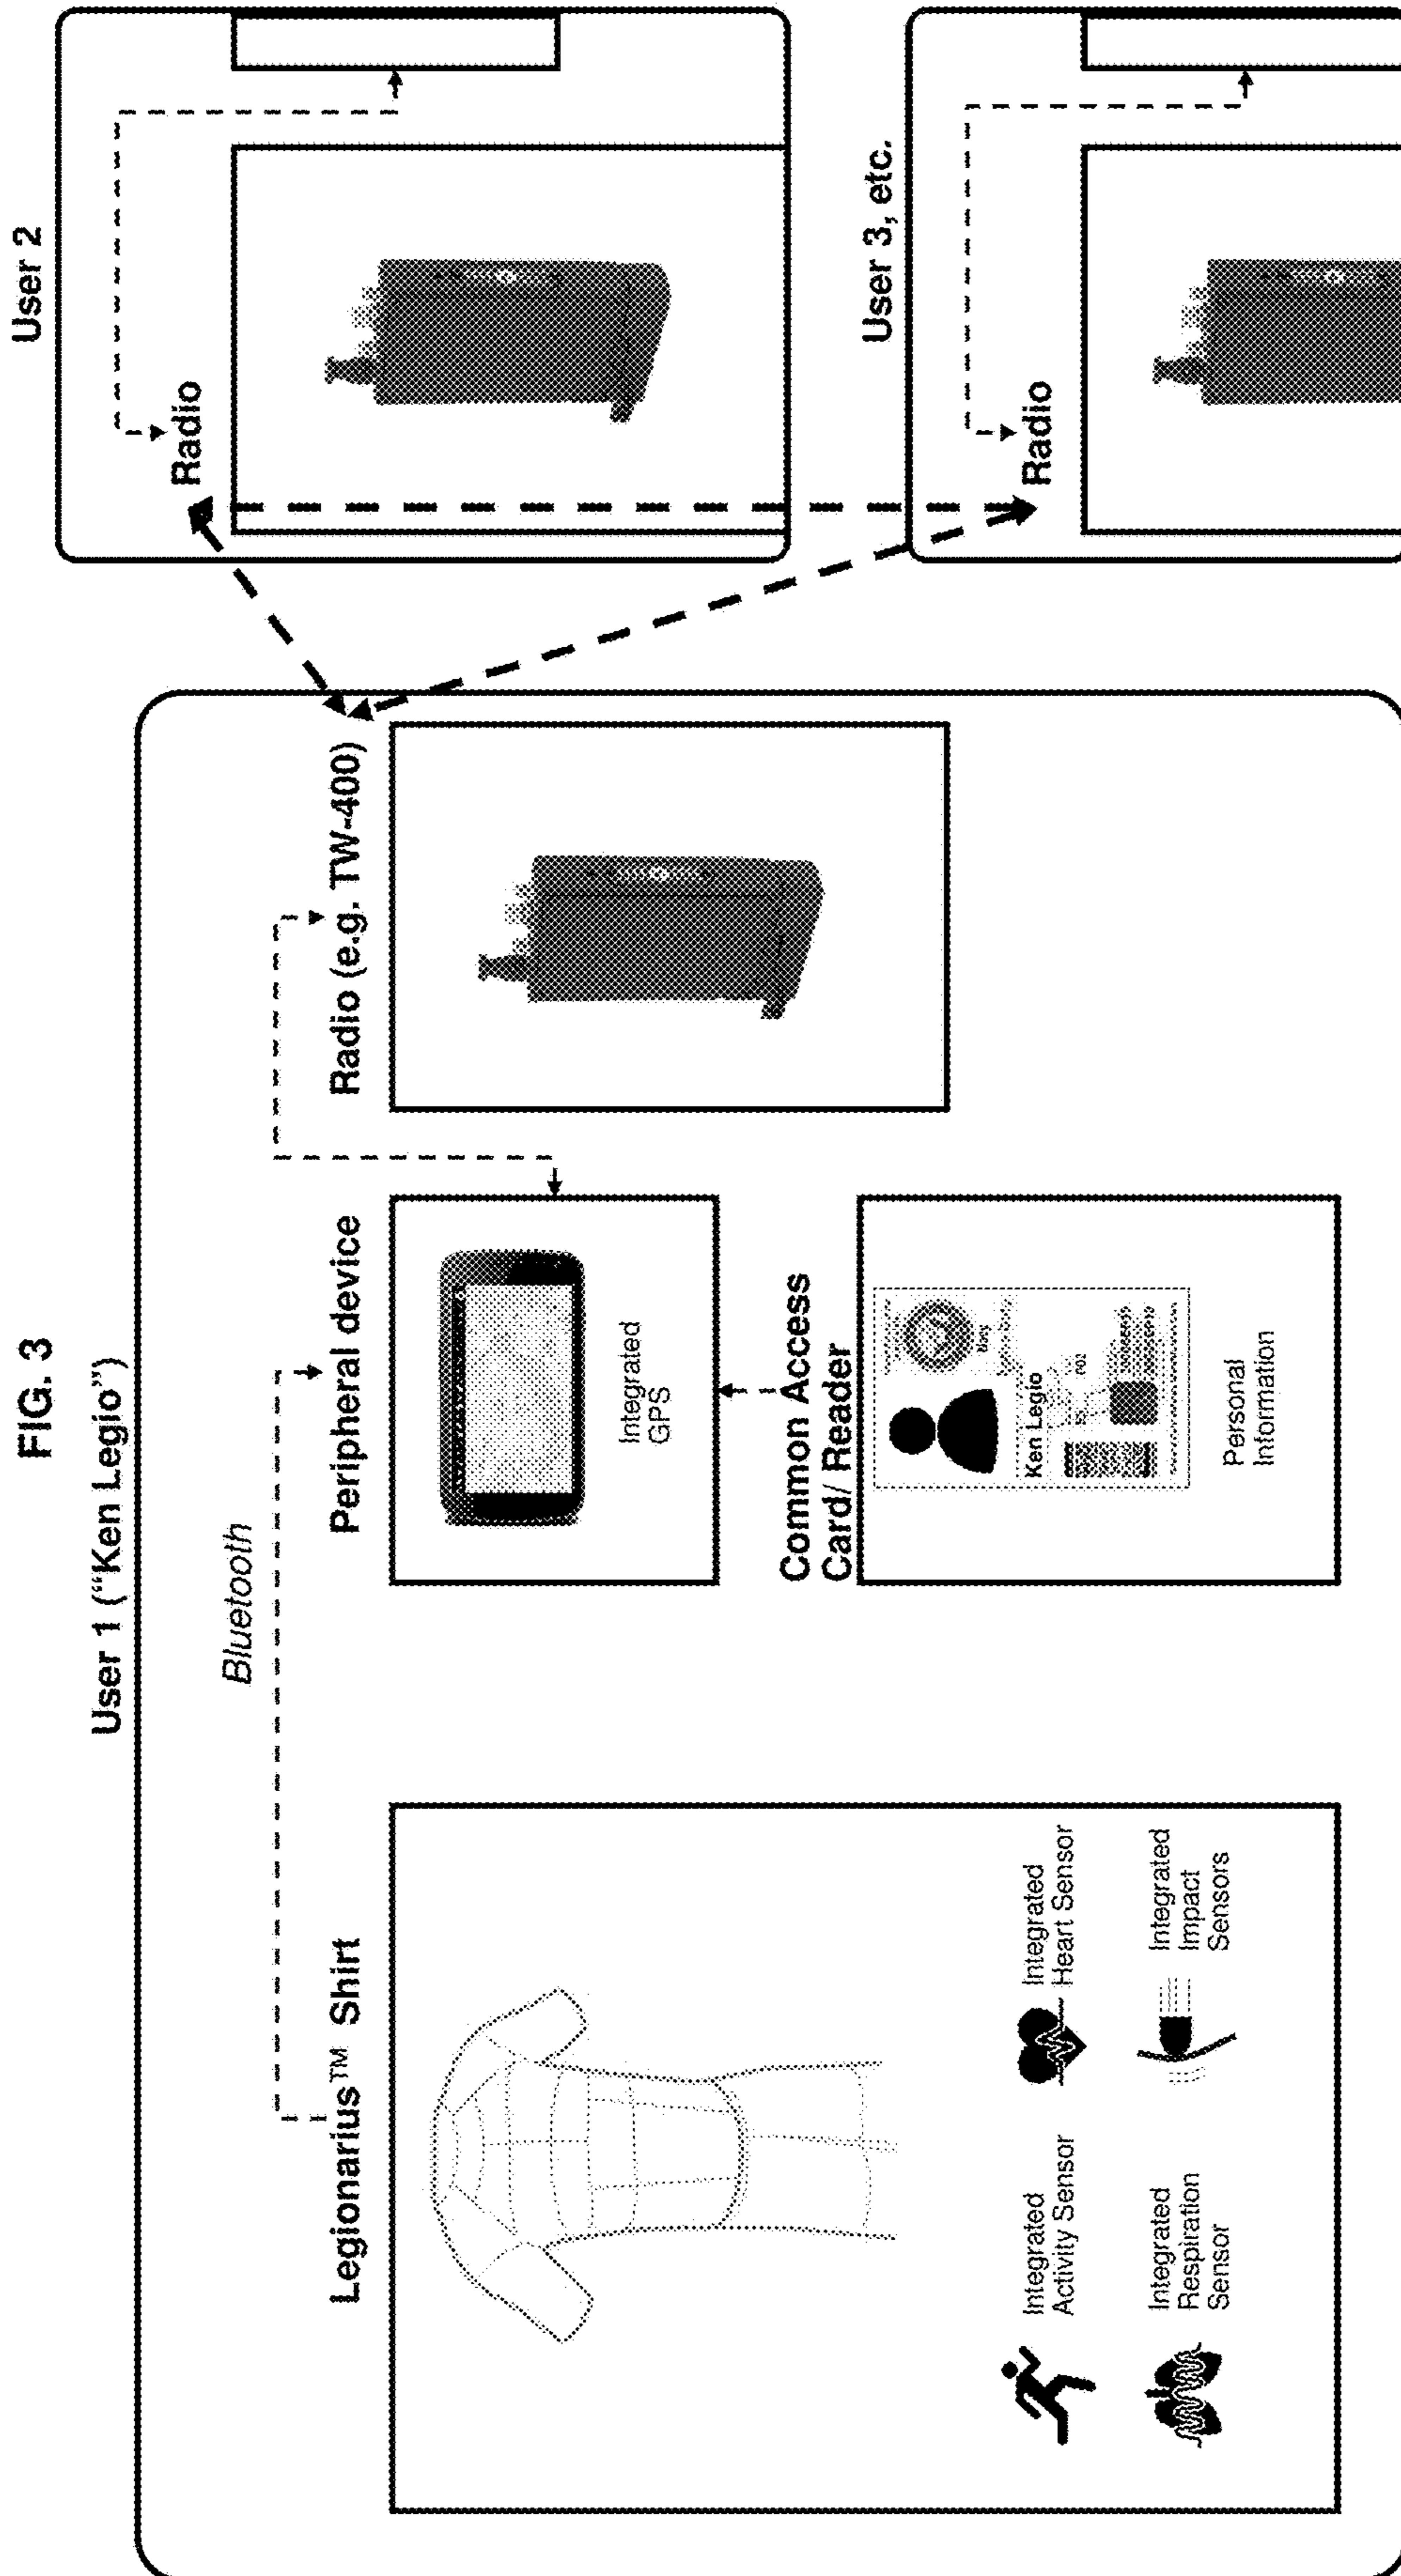 FIG. 3
User 1 (“Ken Legio”)
Bluetooth
Legionarius™ Shirt
Integrated
Activity Sensor
Integrated
Heart Sensor
Integrated
Respiration
Sensor
Integrated
Impact
Sensors
Peripheral device
Integrated
GPS
Common Access
Card/ Reader
Ken Legio
Personal
Information
Radio (e.g. TW-400)
User 2
Radio
User 3, etc.
Radio